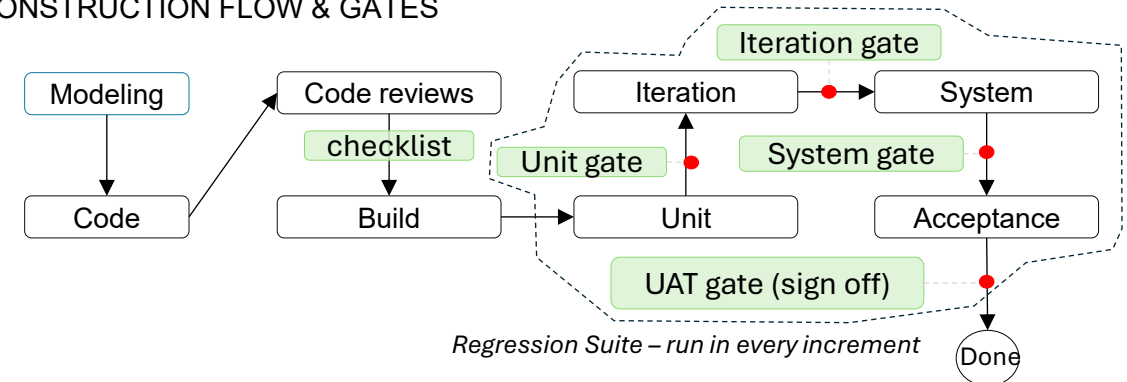 ONSTRUCTION FLOW & GATES
Iteration gate
Modeling
Code reviews
Iteration
System
checklist
Unit gate
System gate
Code
Build
Unit
Acceptance
UAT gate (sign off)
Regression Suite – run in every increment
Done